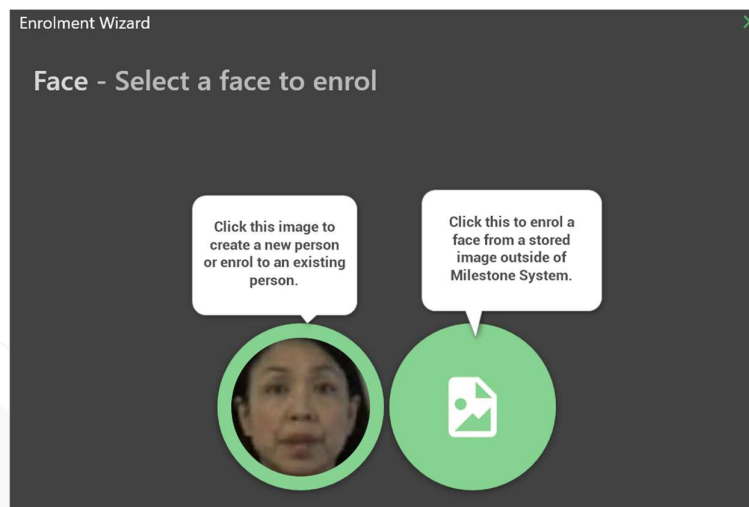 Enrolment Wizard
Face - Select a face to enrol
Click this image to
create a new person
or enrol to an existing
person.
Click this to enrol a
face from a stored
image outside of
Milestone System.